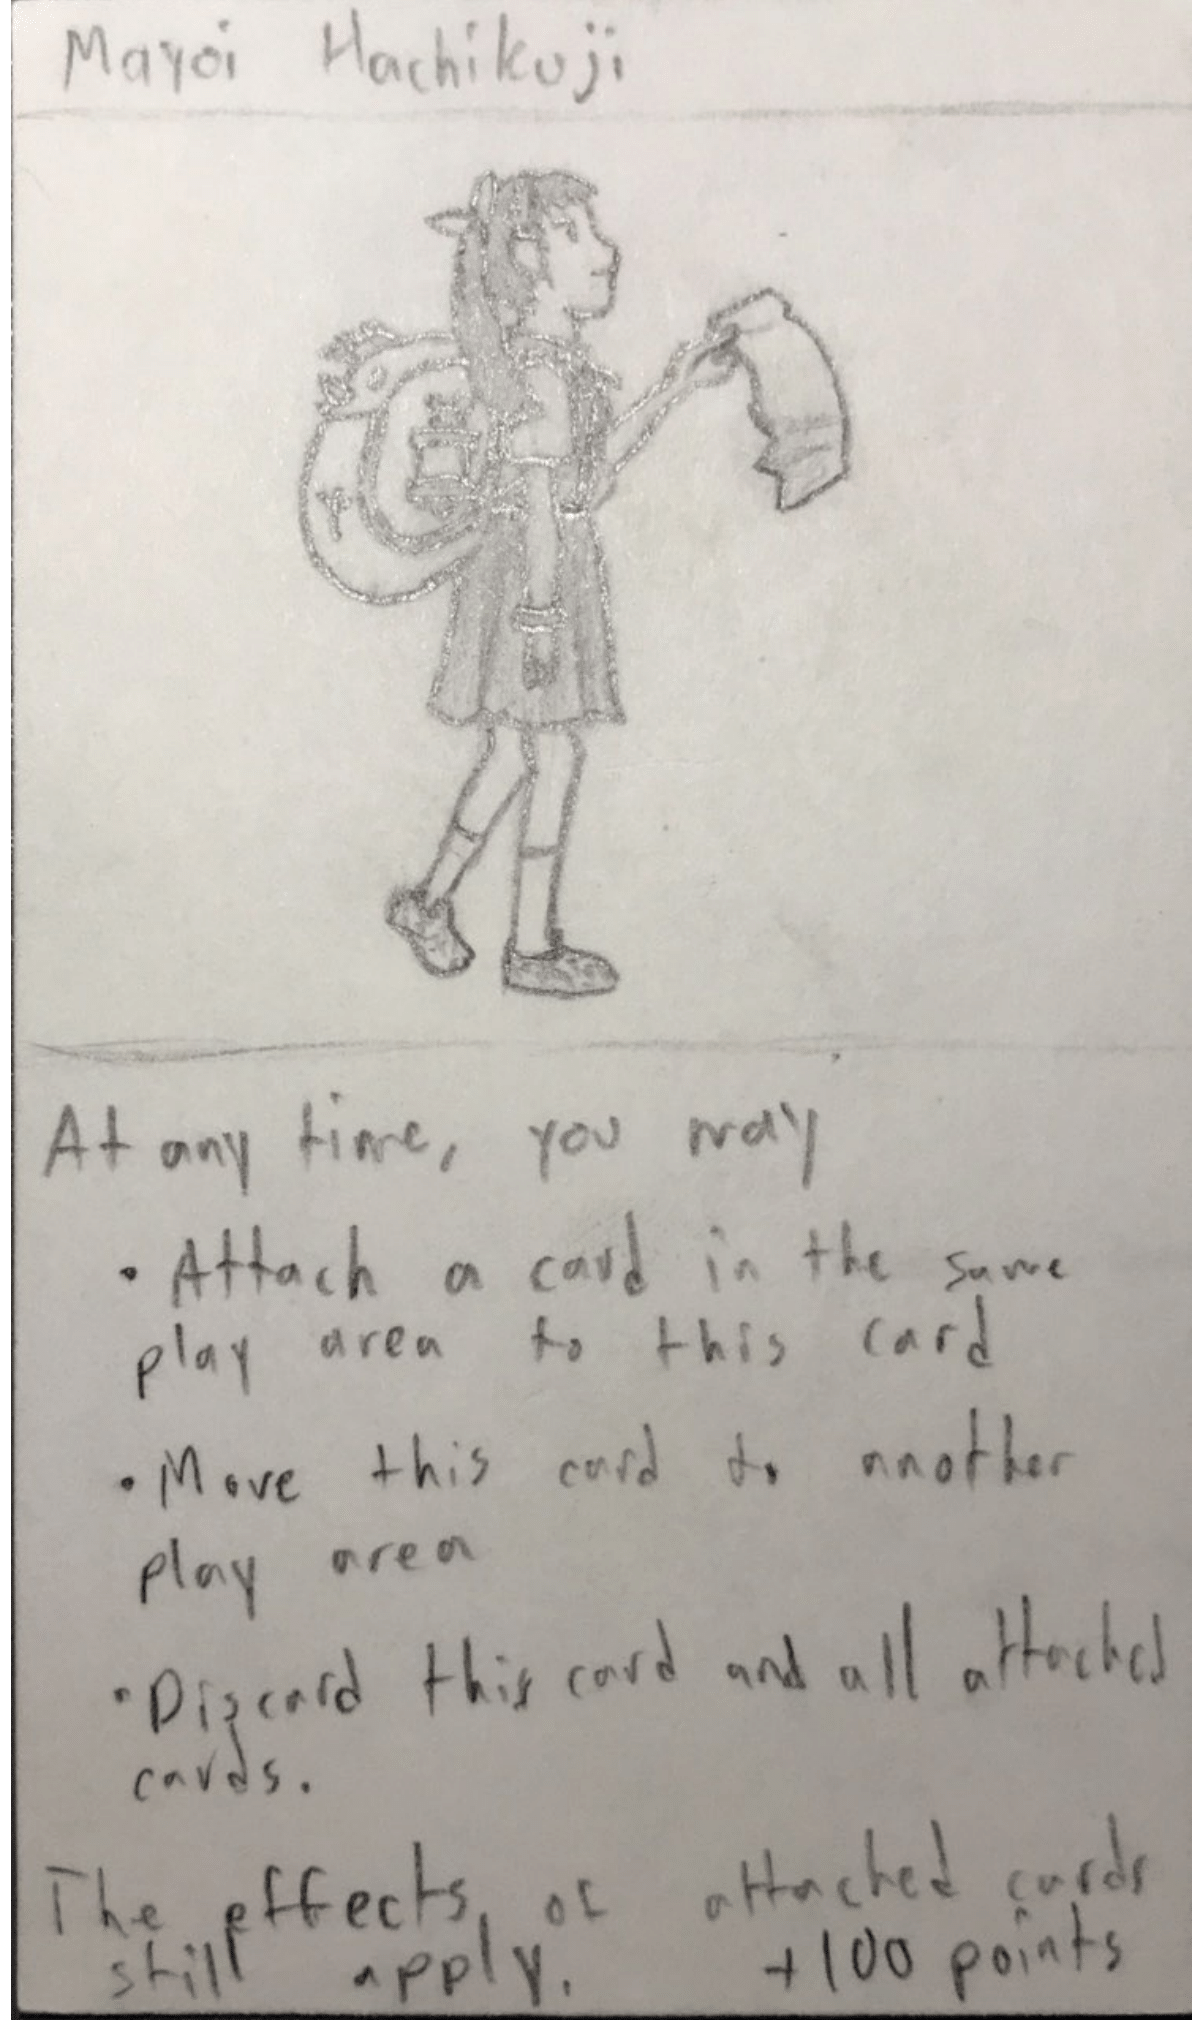 Mayoi Hachikuji
At any time, you may
• Attach a card in the same
play area to this card
• Move this card to another
play area
• Discard this card and all attached
cards.
The effects of attached cards
still apply. +100 points